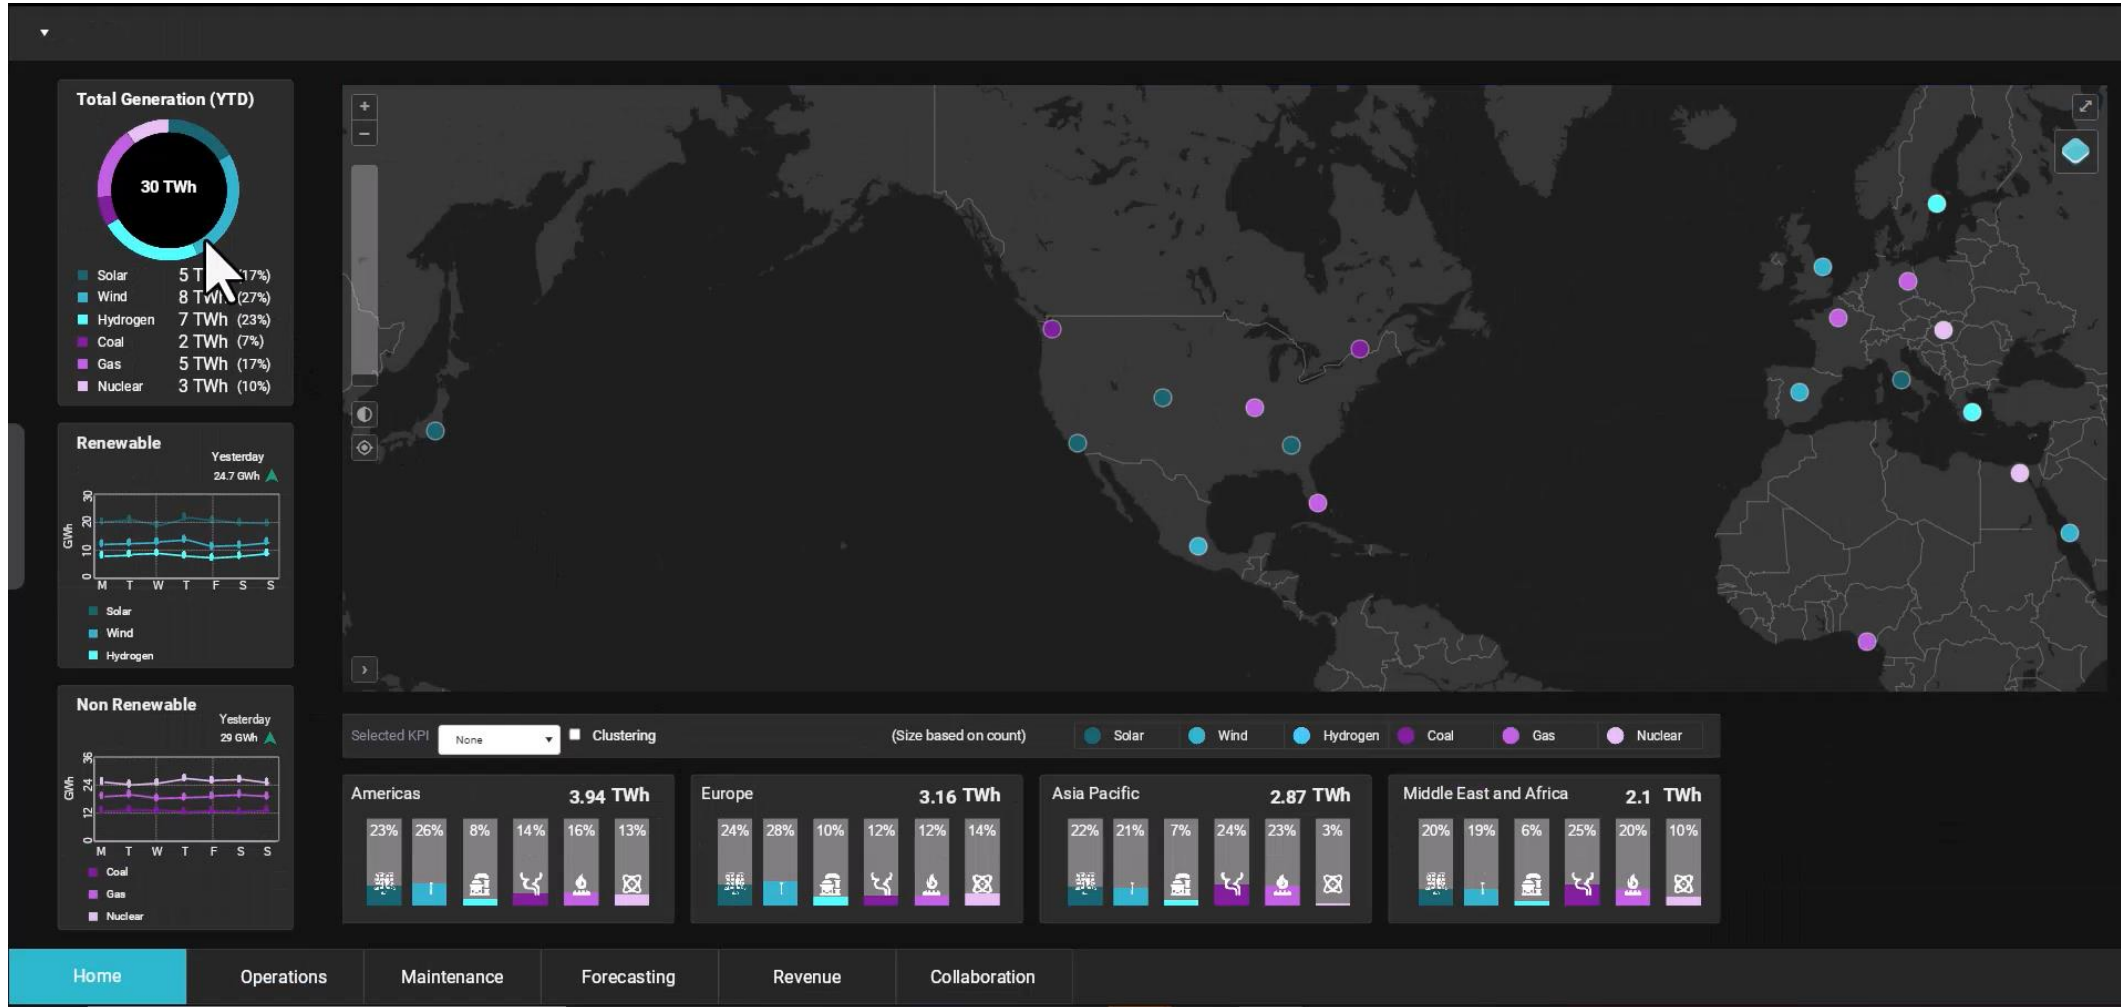 Total Generation (YTD)
30 TWh
Solar 5 T 17%)
Wind 8 TWh (27%)
Hydrogen 7 TWh (23%)
Coal 2 TWh (7%)
Gas 5 TWh (17%)
Nuclear 3 TWh (10%)
Renewable
Yesterday
24.7 GWh
GWh
30
20
10
0
M T W T F S S
Solar
Wind
Hydrogen
Non Renewable
Yesterday
29 GWh
GWh
36
24
12
0
M T W T F S S
Coal
Gas
Nuclear
Selected KPI None Clustering (Size based on count) Solar Wind Hydrogen Coal Gas Nuclear
Americas 3.94 TWh
23% 26% 8% 14% 16% 13%
Europe 3.16 TWh
24% 28% 10% 12% 12% 14%
Asia Pacific 2.87 TWh
22% 21% 7% 24% 23% 3%
Middle East and Africa 2.1 TWh
20% 19% 6% 25% 20% 10%
Home Operations Maintenance Forecasting Revenue Collaboration